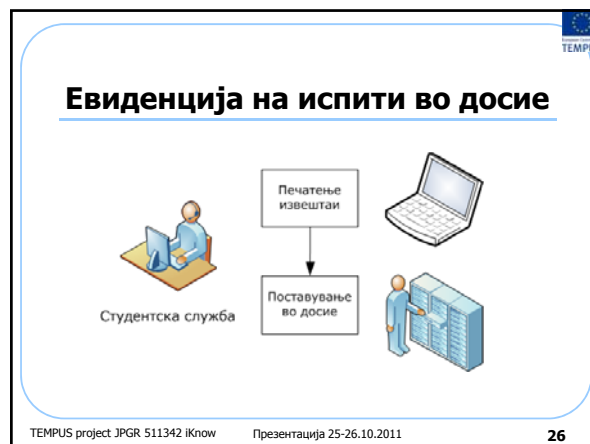 TEMPUS
Евиденција на испити во досие
Печатење
извештаи
Поставување
во досие
Студентска служба
TEMPUS project JPGR 511342 iKnow Презентација 25-26.10.2011 26